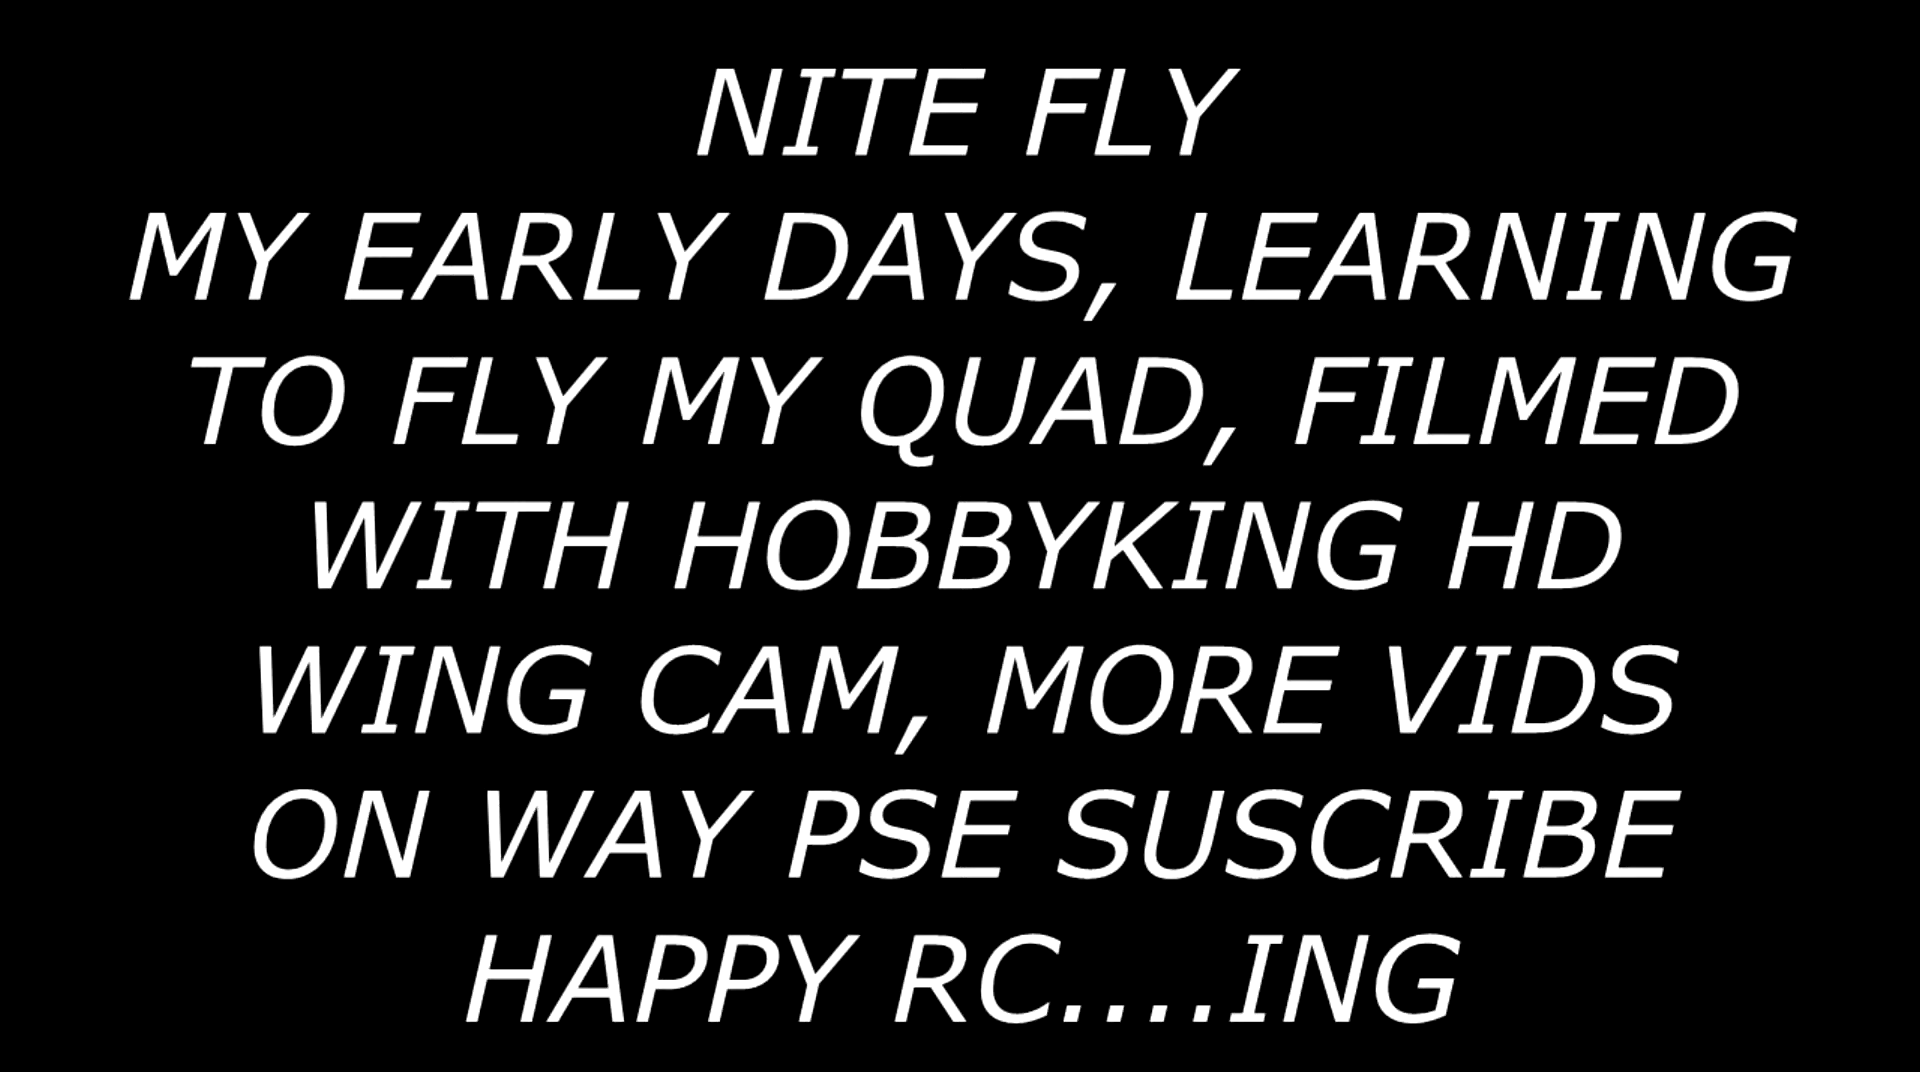 NITE FLY
MY EARLY DAYS, LEARNING
TO FLY MY QUAD, FILMED
WITH HOBBYKING HD
WING CAM, MORE VIDS
ON WAY PSE SUSCRIBE
HAPPY RC....ING